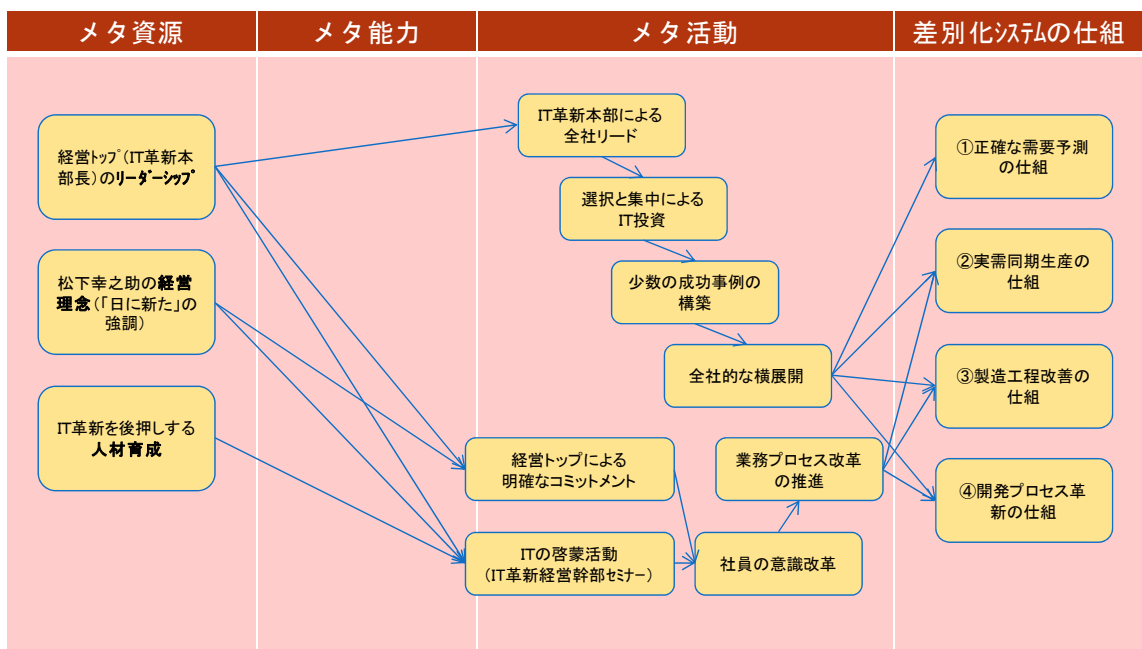 メタ資源
メタ能力
メタ活動
差別化ｼｽﾃﾑの仕組
経営ﾄｯﾌﾟ(IT革新本
部長)のﾘｰﾀﾞｰｼｯﾌﾟ
松下幸之助の経営
理念(「日に新た」の
強調)
IT革新を後押しする
人材育成
IT革新本部による
全社リード
選択と集中による
IT投資
少数の成功事例の
構築
全社的な横展開
経営トップによる
明確なコミットメント
ITの啓蒙活動
(IT革新経営幹部ｾﾐﾅｰ)
業務プロセス改革
の推進
社員の意識改革
①正確な需要予測
の仕組
②実需同期生産の
仕組
③製造工程改善の
仕組
④開発プロセス革
新の仕組